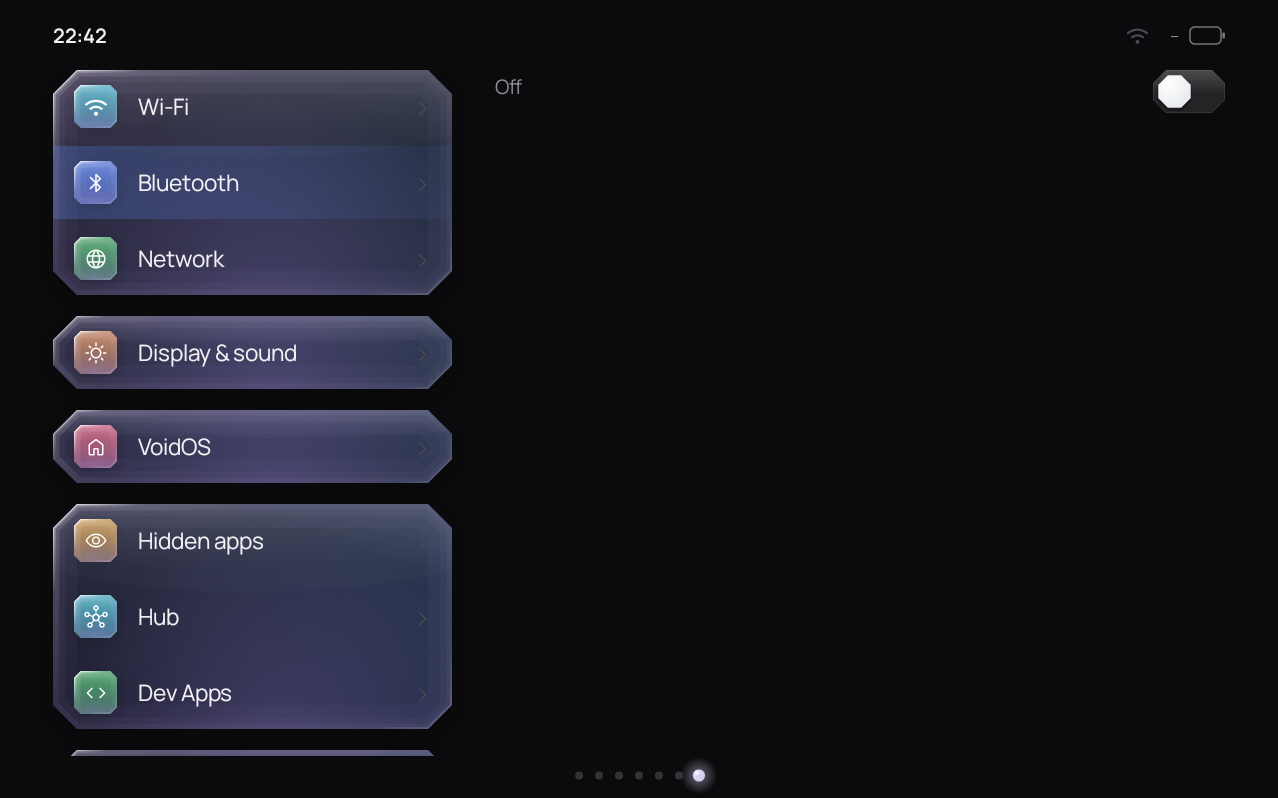 22:42
–
Wi-Fi
Off
Bluetooth
Network
Display & sound
VoidOS
Hidden apps
Hub
Dev Apps